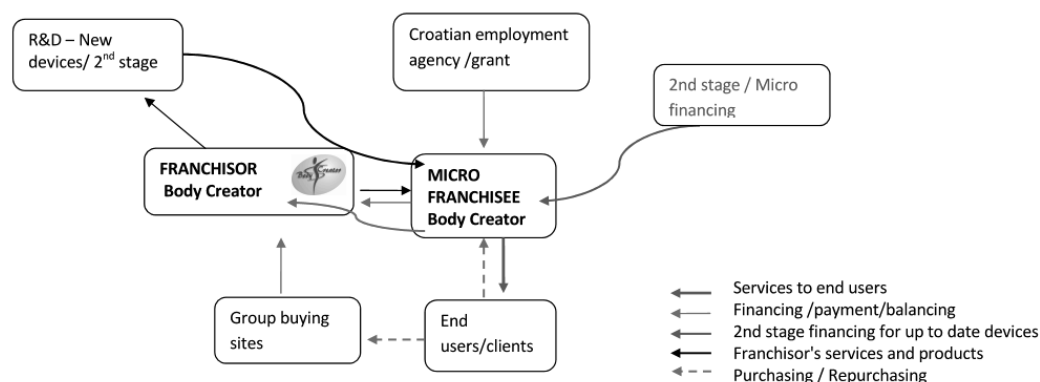 R&D – New
devices/ 2nd stage
Croatian employment
agency /grant
2nd stage / Micro
financing
FRANCHISOR
Body Creator
Body Creator
MICRO
FRANCHISEE
Body Creator
Group buying
sites
End
users/clients
Services to end users
Financing /payment/balancing
2nd stage financing for up to date devices
Franchisor's services and products
Purchasing / Repurchasing